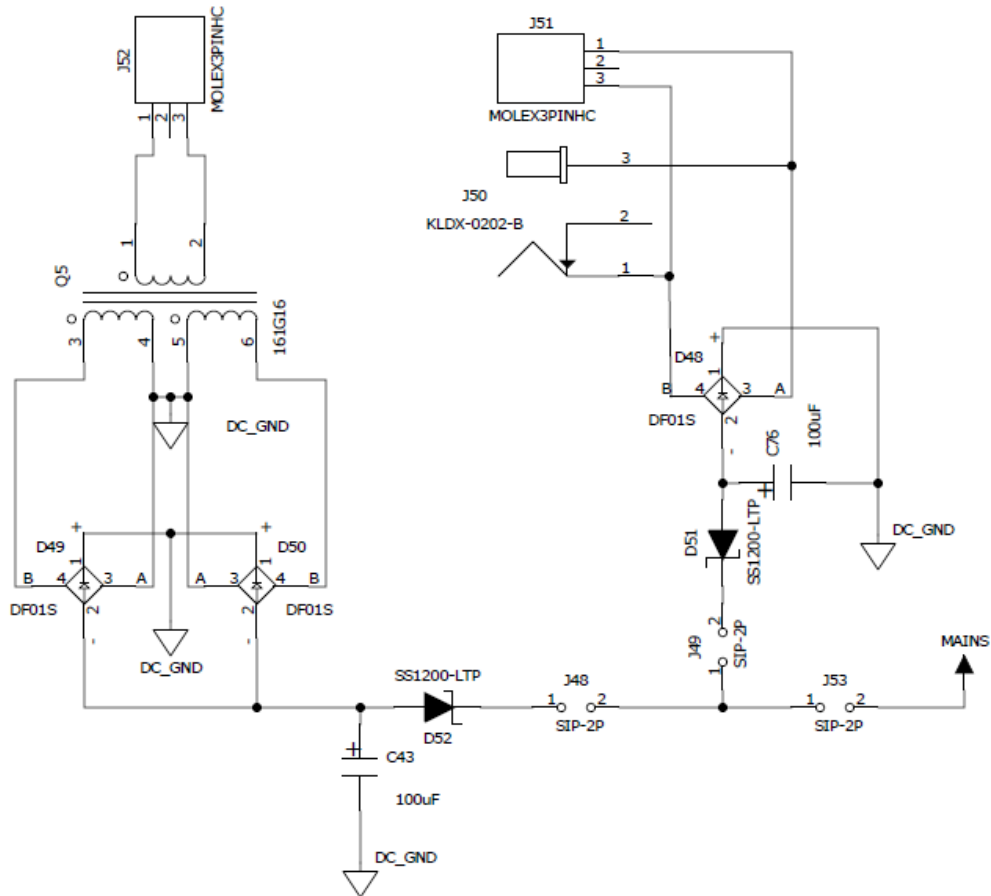 J52
MOLEX3PINHC
1 2 3
1 2
Q5
161G16
3 4 5 6
DC_GND
J51
1
2
3
MOLEX3PINHC
3
J50
KLDX-0202-B
2
1
D48
+
1
B 4 3 A
DF01S
2
-
C76
100uF
+
DC_GND
D51
SS1200-LTP
2
J49
SIP-2P
1
+ +
D49 D50
1 1
B 4 3 A A 3 4 B
DF01S DF01S
2 2
- -
DC_GND
MAINS
SS1200-LTP
D52
J48
1 2
SIP-2P
J53
1 2
SIP-2P
+
C43
100uF
DC_GND